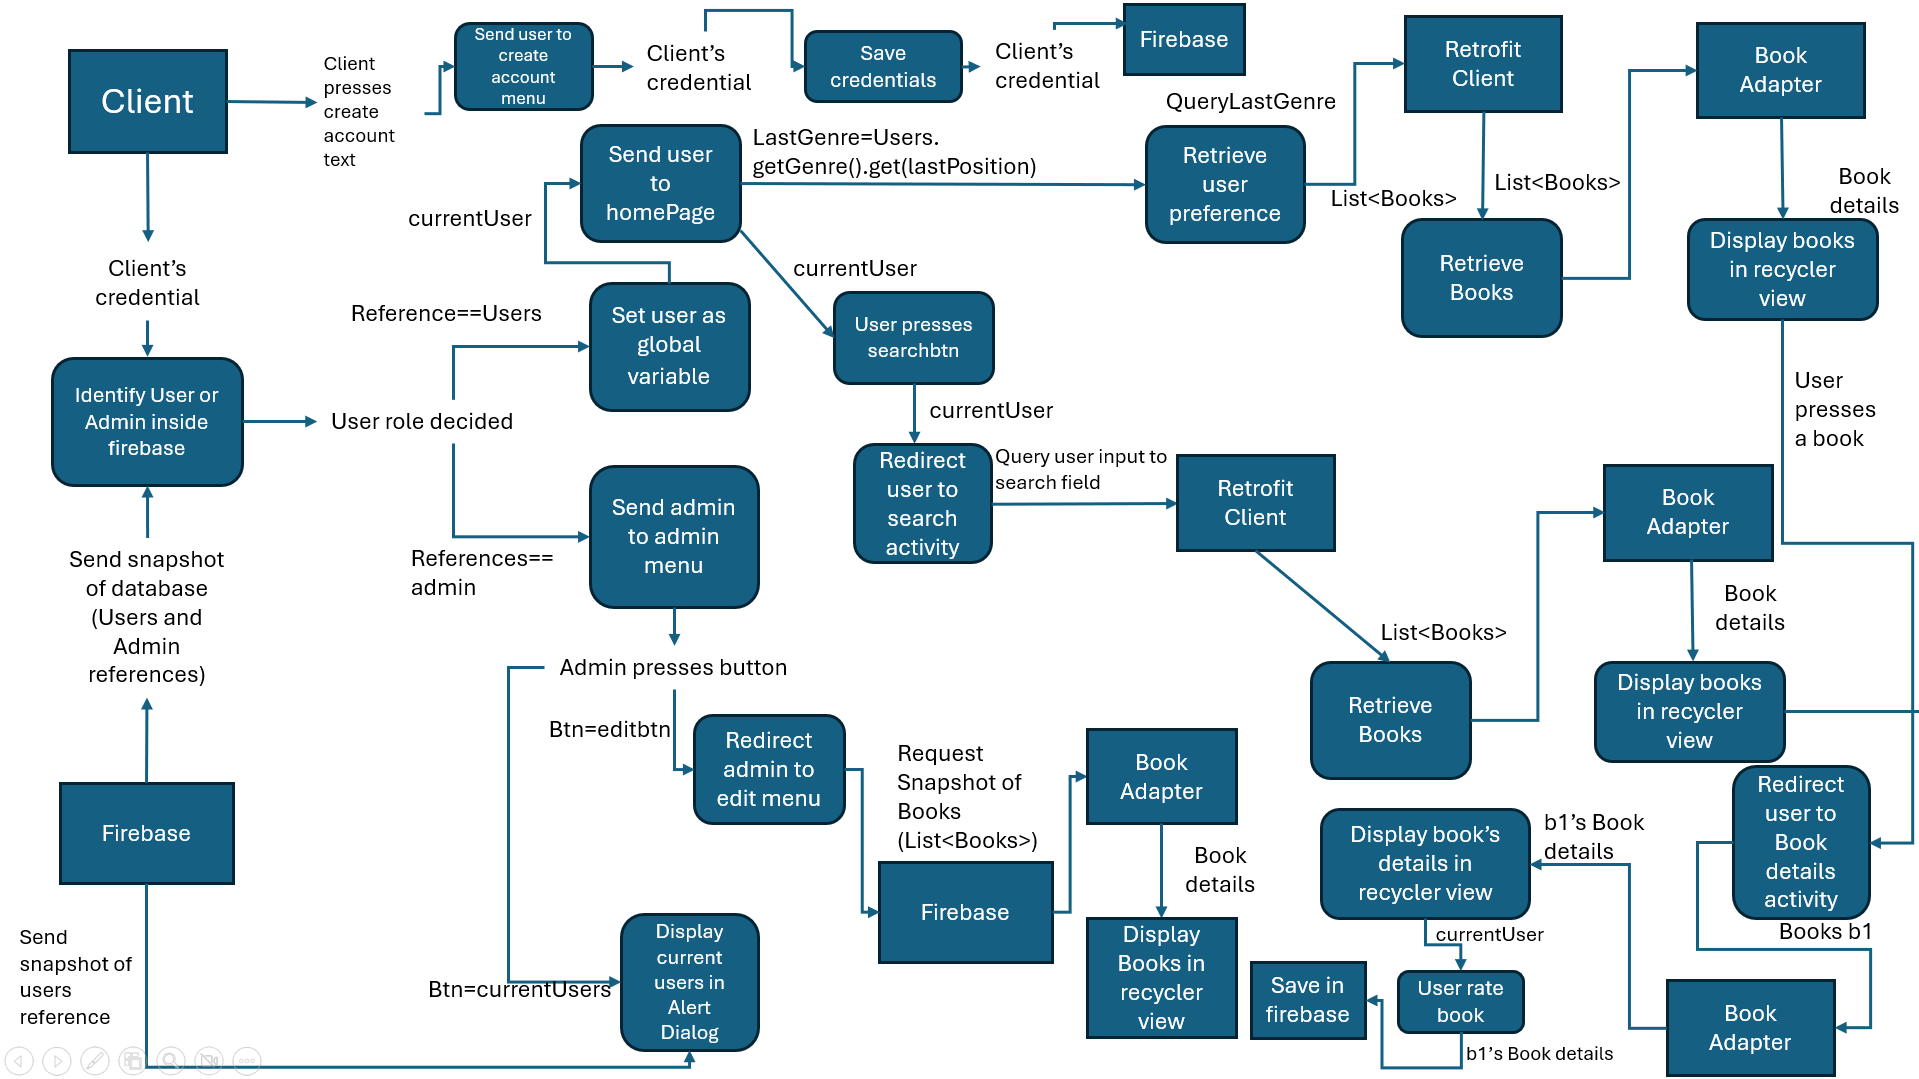 Client
Client
presses
create
account
text
Send user to
create
account
menu
Client's
credential
Save
credentials
Client's
credential
Firebase
QueryLastGenre
Retrofit
Client
Book
Adapter
Send user
to
homePage
LastGenre=Users.
getGenre().get(lastPosition)
Retrieve
user
preference
List<Books>
List<Books>
Book
details
currentUser
currentUser
Retrieve
Books
Display books
in recycler
view
Client's
credential
Reference==Users
Set user as
global
variable
User presses
searchbtn
User
presses
a book
Identify User or
Admin inside
firebase
User role decided
currentUser
Redirect
user to
search
activity
Query user input to
search field
Retrofit
Client
Book
Adapter
Send admin
to admin
menu
References==
admin
Send snapshot
of database
(Users and
Admin
references)
Book
details
List<Books>
Admin presses button
Retrieve
Books
Display books
in recycler
view
Btn=editbtn
Redirect
admin to
edit menu
Request
Snapshot of
Books
(List<Books>)
Book
Adapter
Redirect
user to
Book
details
activity
Firebase
Display book's
details in
recycler view
b1's Book
details
Book
details
Firebase
Send
snapshot of
users
reference
Btn=currentUsers
Display
current
users in
Alert
Dialog
Display
Books in
recycler
view
currentUser
Books b1
Save in
firebase
User rate
book
Book
Adapter
b1's Book details